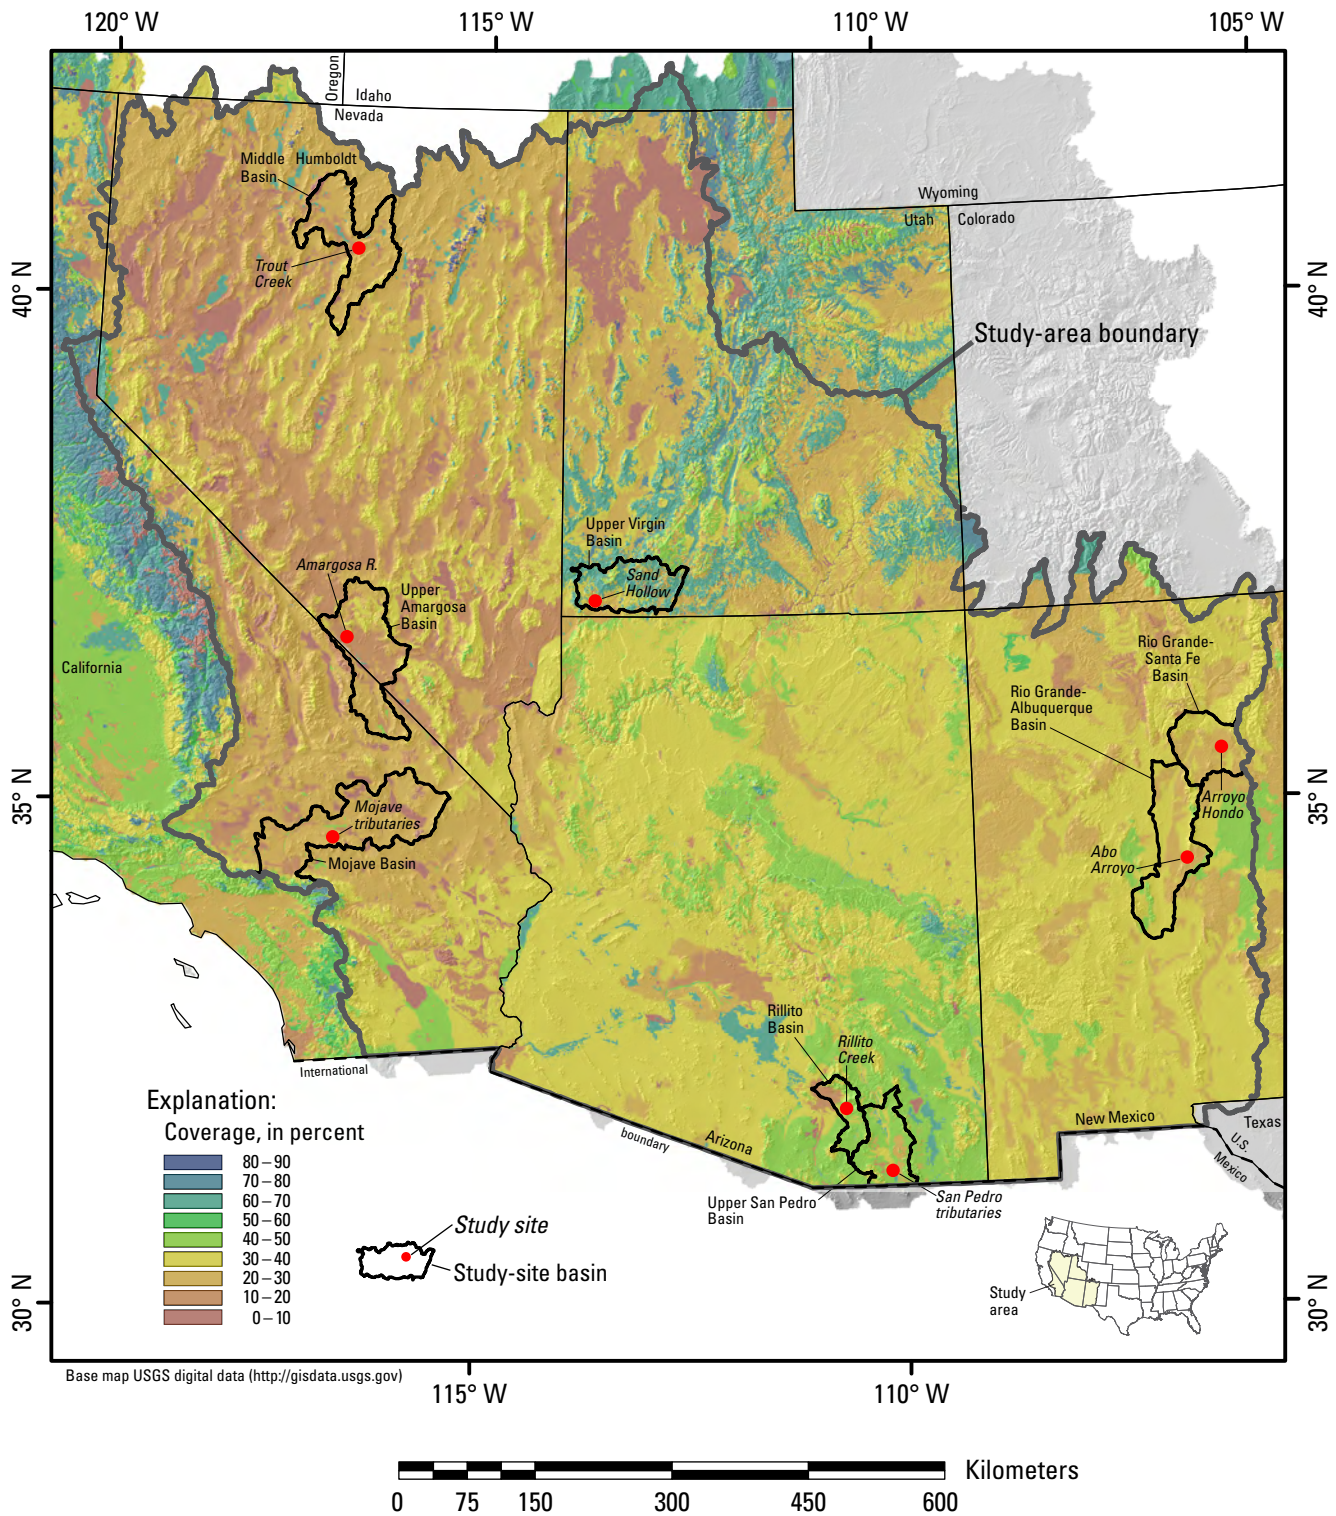 120° W
115° W
110° W
105° W
Oregon
Idaho
Nevada
Middle Humboldt
Basin
Wyoming
Utah
Colorado
Trout
Creek
40° N
40° N
Study-area boundary
Upper Virgin
Basin
Amargosa R.
Sand
Hollow
Upper
Amargosa
Basin
California
Rio Grande-
Santa Fe
Basin
Rio Grande-
Albuquerque
Basin
35° N
35° N
Mojave
tributaries
Arroyo
Hondo
Mojave Basin
Abo
Arroyo
Rillito
Basin
Rillito
Creek
International
boundary
Arizona
New Mexico
Texas
U.S.
Mexico
Explanation:
Coverage, in percent
80 – 90
70 – 80
60 – 70
50 – 60
40 – 50
30 – 40
20 – 30
10 – 20
0 – 10
Upper San Pedro
Basin
San Pedro
tributaries
Study site
Study-site basin
Study
area
30° N
30° N
Base map USGS digital data (http://gisdata.usgs.gov)
115° W
110° W
Kilometers
0 75 150 300 450 600